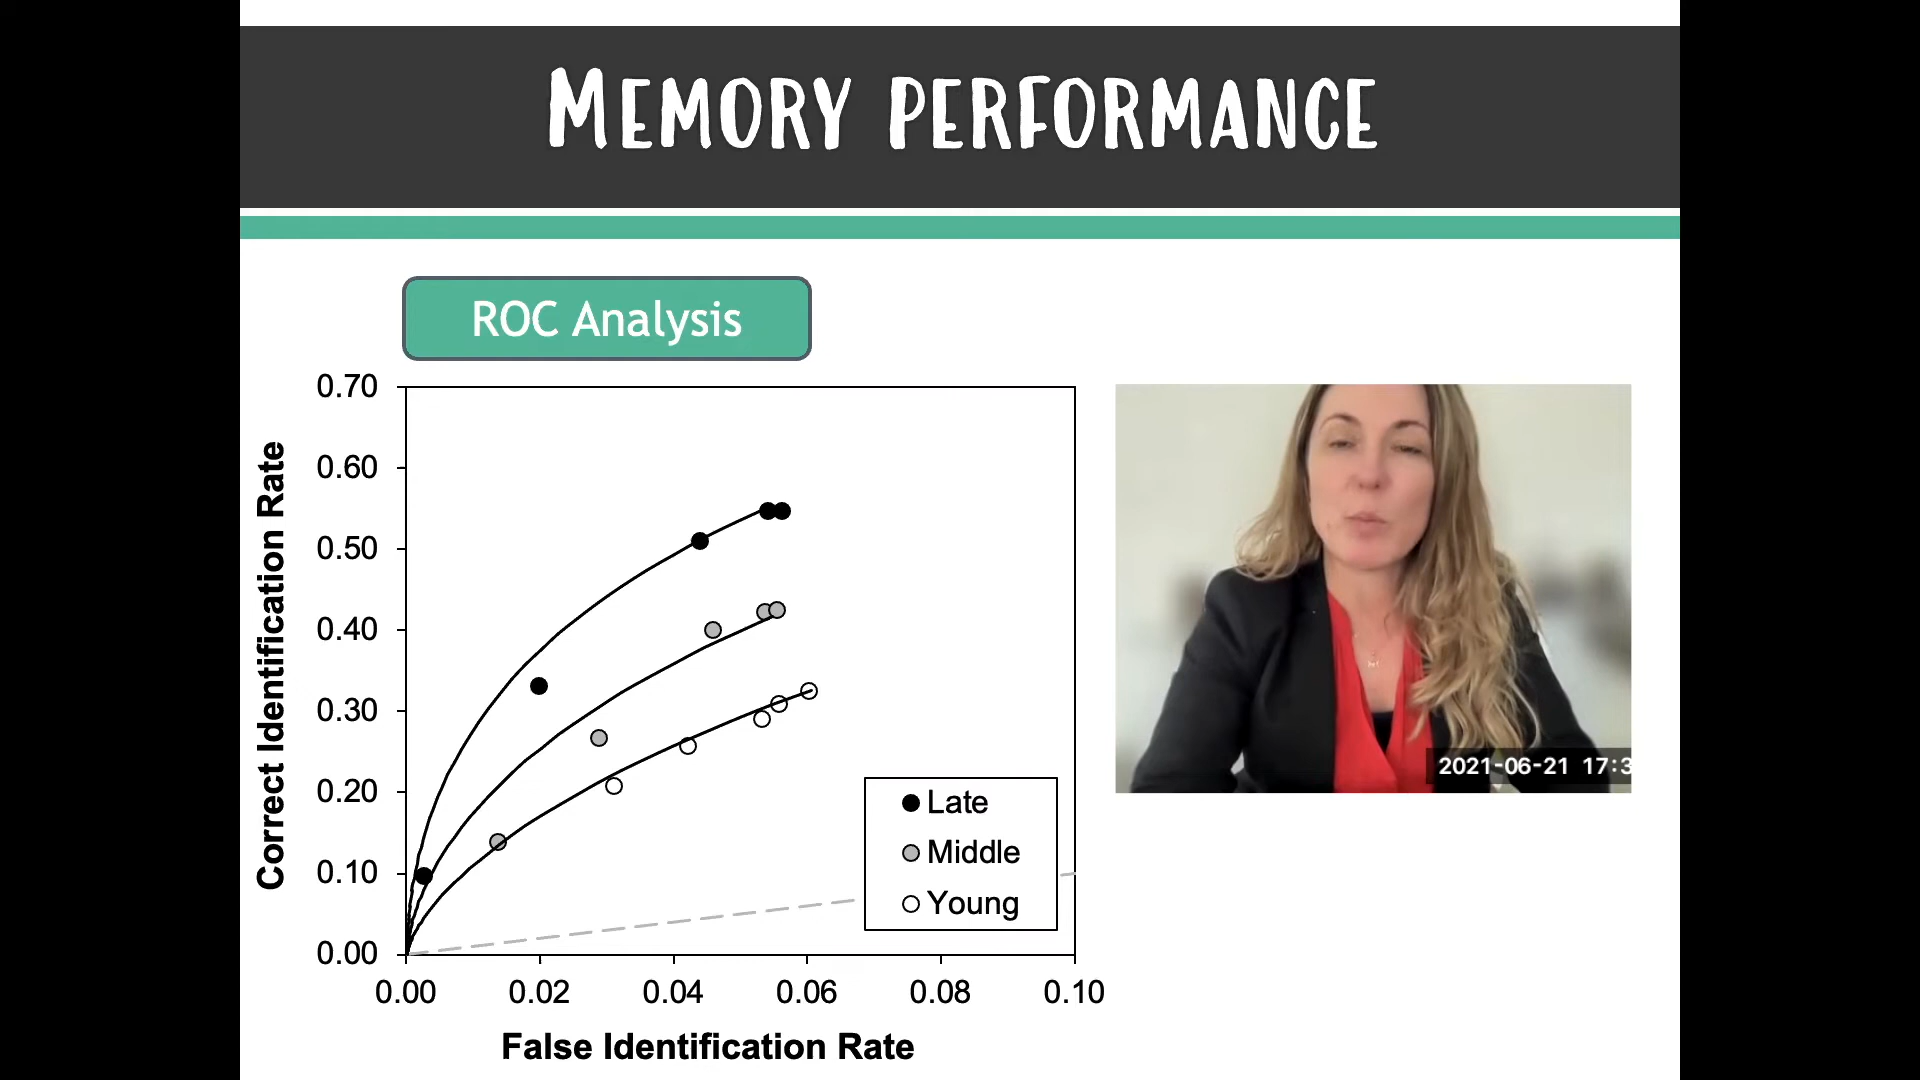 MEMORY PERFORMANCE
ROC Analysis
0.70
0.60
0.50
0.40
0.30
0.20
0.10
0.00
Correct Identification Rate
Late
Middle
Young
0.00 0.02 0.04 0.06 0.08 0.10
False Identification Rate
2021-06-21 17:3